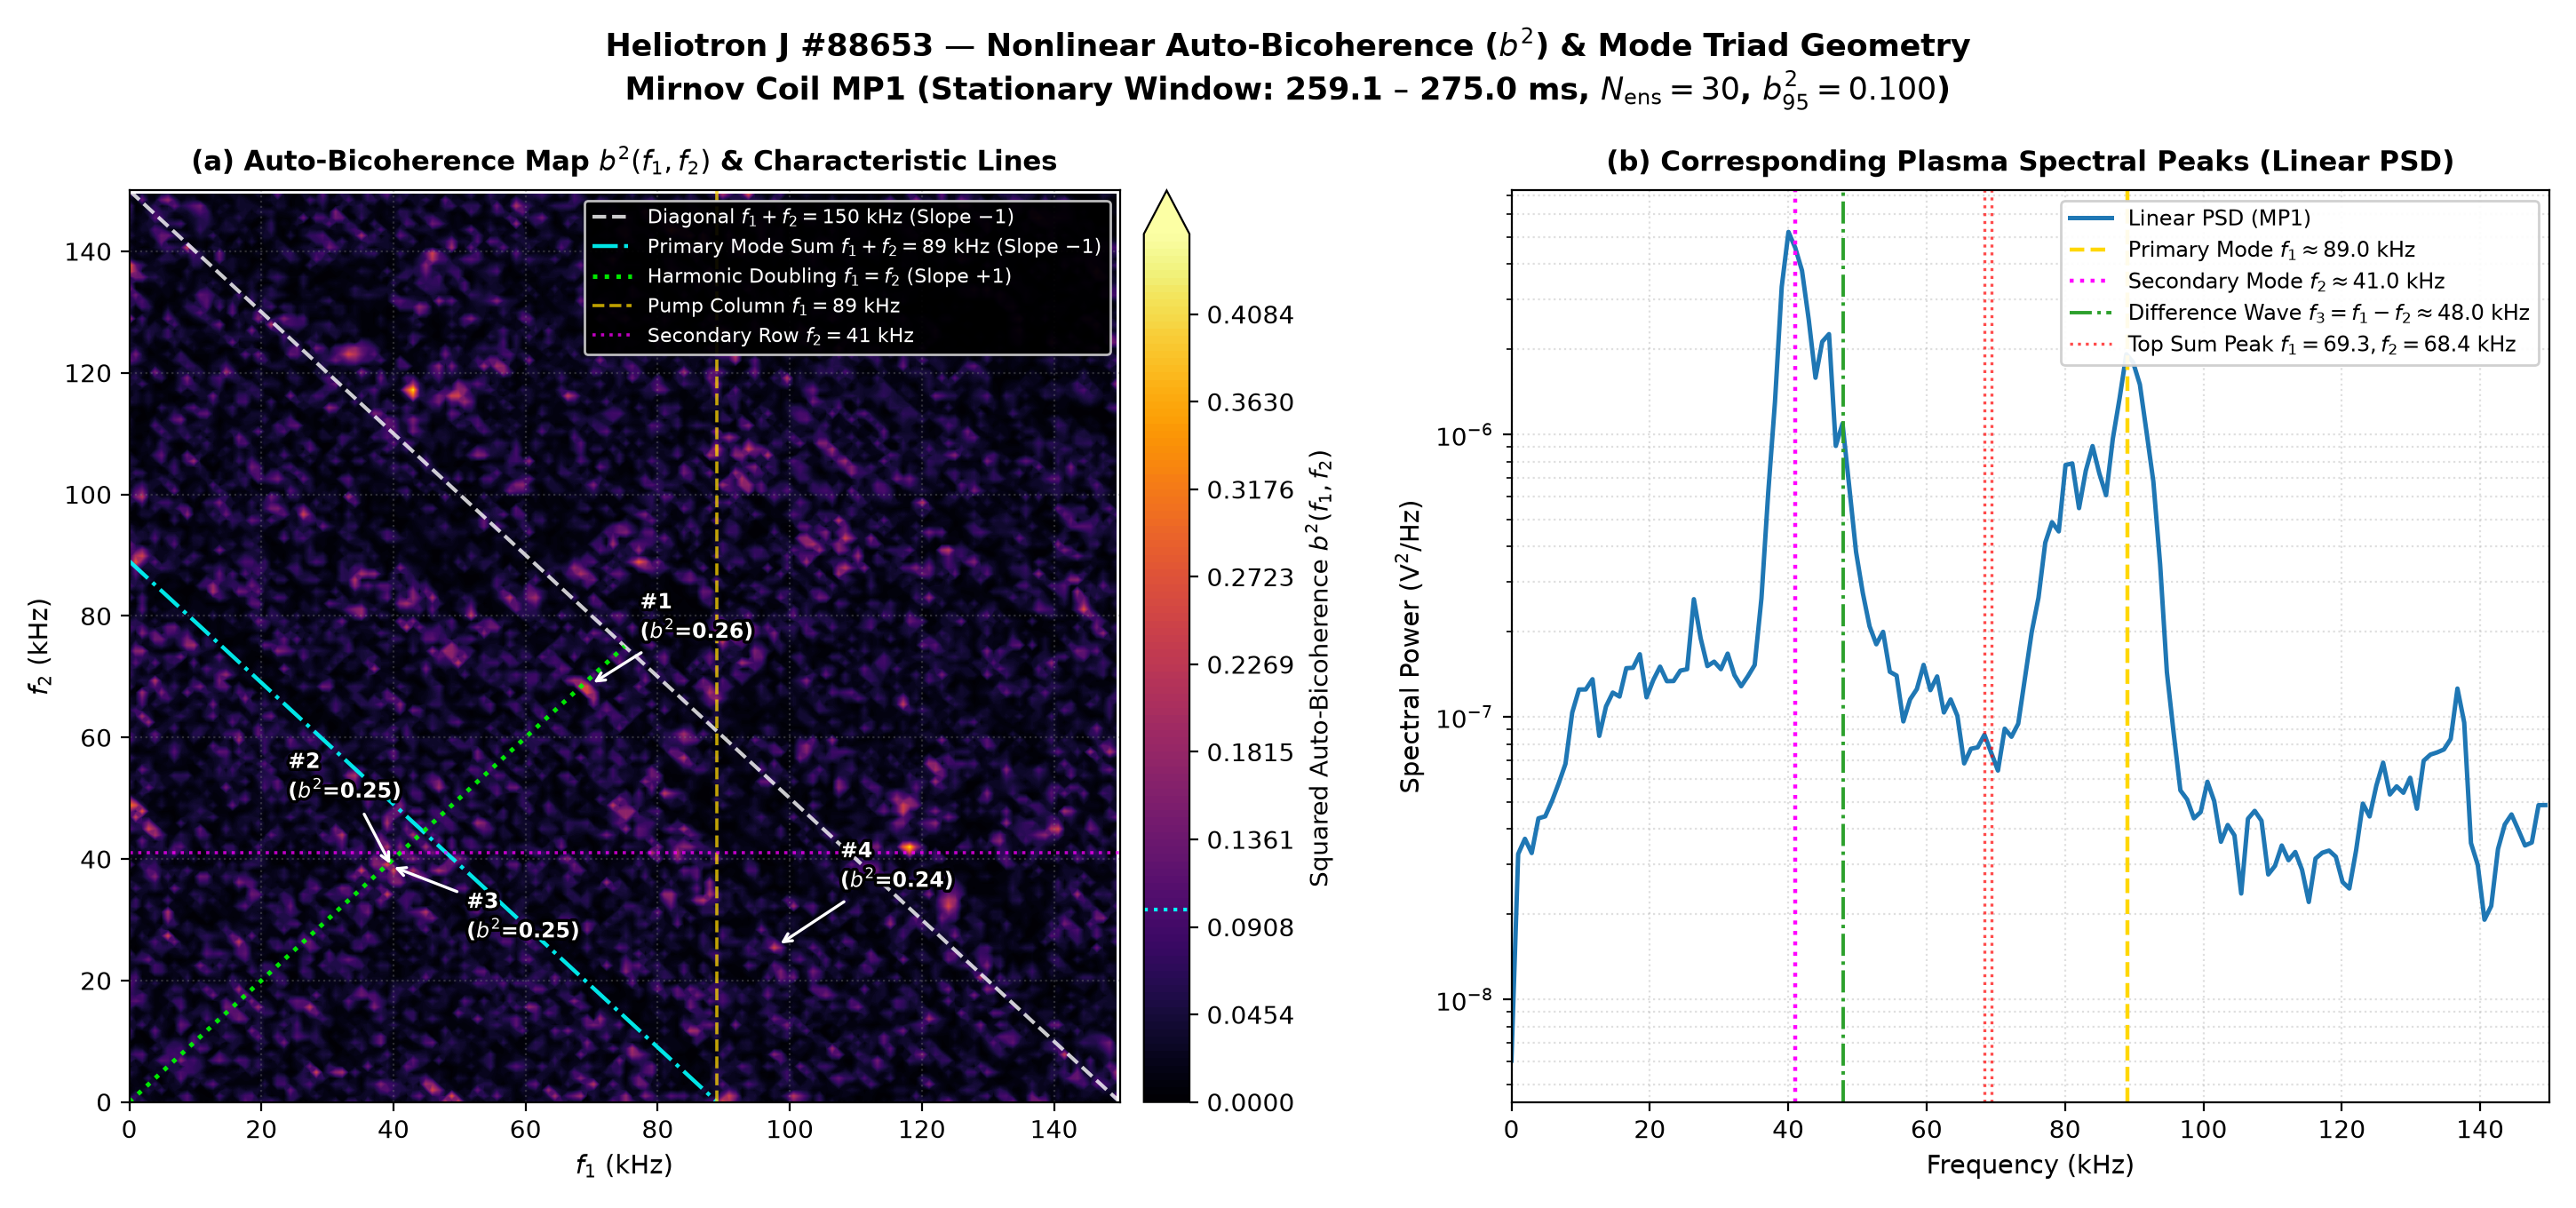 Heliotron J #88653 — Nonlinear Auto-Bicoherence (b²) & Mode Triad Geometry
Mirnov Coil MP1 (Stationary Window: 259.1 – 275.0 ms, N_ens = 30, b²_95 = 0.100)
(a) Auto-Bicoherence Map b²(f₁, f₂) & Characteristic Lines
Diagonal f₁ + f₂ = 150 kHz (Slope −1)
Primary Mode Sum f₁ + f₂ = 89 kHz (Slope −1)
Harmonic Doubling f₁ = f₂ (Slope +1)
Pump Column f₁ = 89 kHz
Secondary Row f₂ = 41 kHz
#1
(b²=0.26)
#2
(b²=0.25)
#3
(b²=0.25)
#4
(b²=0.24)
140
120
100
80
60
40
20
0
f₂ (kHz)
0 20 40 60 80 100 120 140
f₁ (kHz)
0.4084
0.3630
0.3176
0.2723
0.2269
0.1815
0.1361
0.0908
0.0454
0.0000
Squared Auto-Bicoherence b²(f₁, f₂)
(b) Corresponding Plasma Spectral Peaks (Linear PSD)
Linear PSD (MP1)
Primary Mode f₁ ≈ 89.0 kHz
Secondary Mode f₂ ≈ 41.0 kHz
Difference Wave f₃ = f₁ − f₂ ≈ 48.0 kHz
Top Sum Peak f₁ = 69.3, f₂ = 68.4 kHz
10⁻⁶
10⁻⁷
10⁻⁸
Spectral Power (V²/Hz)
0 20 40 60 80 100 120 140
Frequency (kHz)